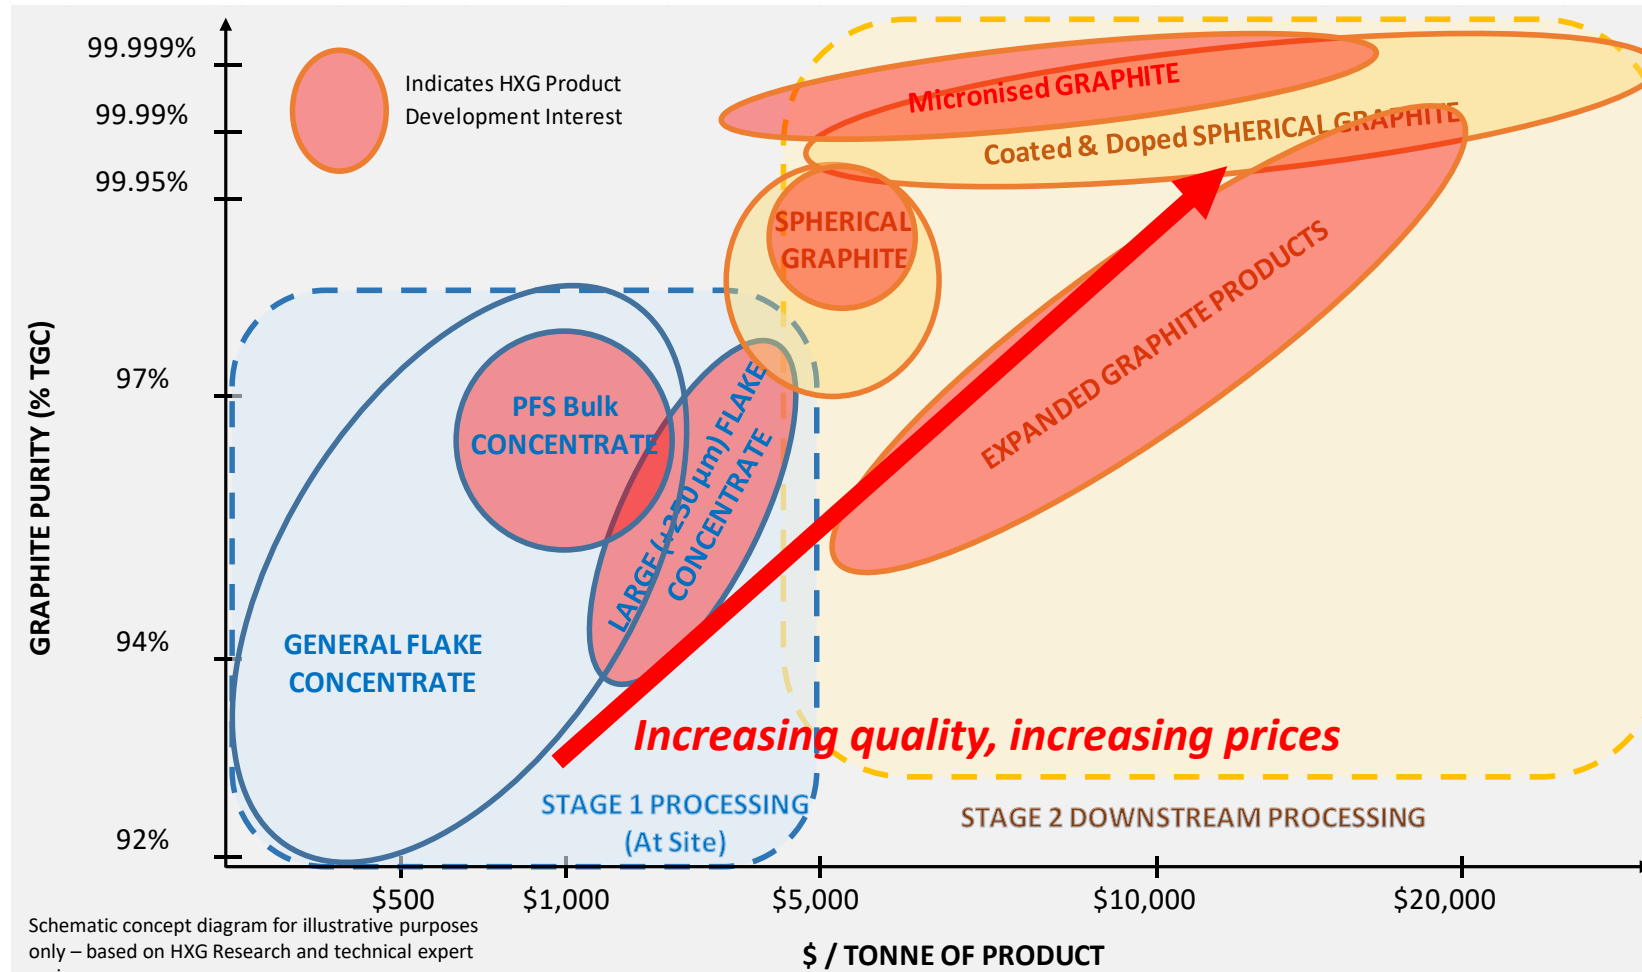 99.999%
99.99%
99.95%
97%
94%
92%
GRAPHITE PURITY (% TGC)
Indicates HXG Product
Development Interest
Micronised GRAPHITE
Coated & Doped SPHERICAL GRAPHITE
SPHERICAL
GRAPHITE
EXPANDED GRAPHITE PRODUCTS
PFS Bulk
CONCENTRATE
LARGE (+250 µm) FLAKE
CONCENTRATE
GENERAL FLAKE
CONCENTRATE
Increasing quality, increasing prices
STAGE 1 PROCESSING
(At Site)
STAGE 2 DOWNSTREAM PROCESSING
$500
$1,000
$5,000
$10,000
$20,000
$ / TONNE OF PRODUCT
Schematic concept diagram for illustrative purposes
only – based on HXG Research and technical expert